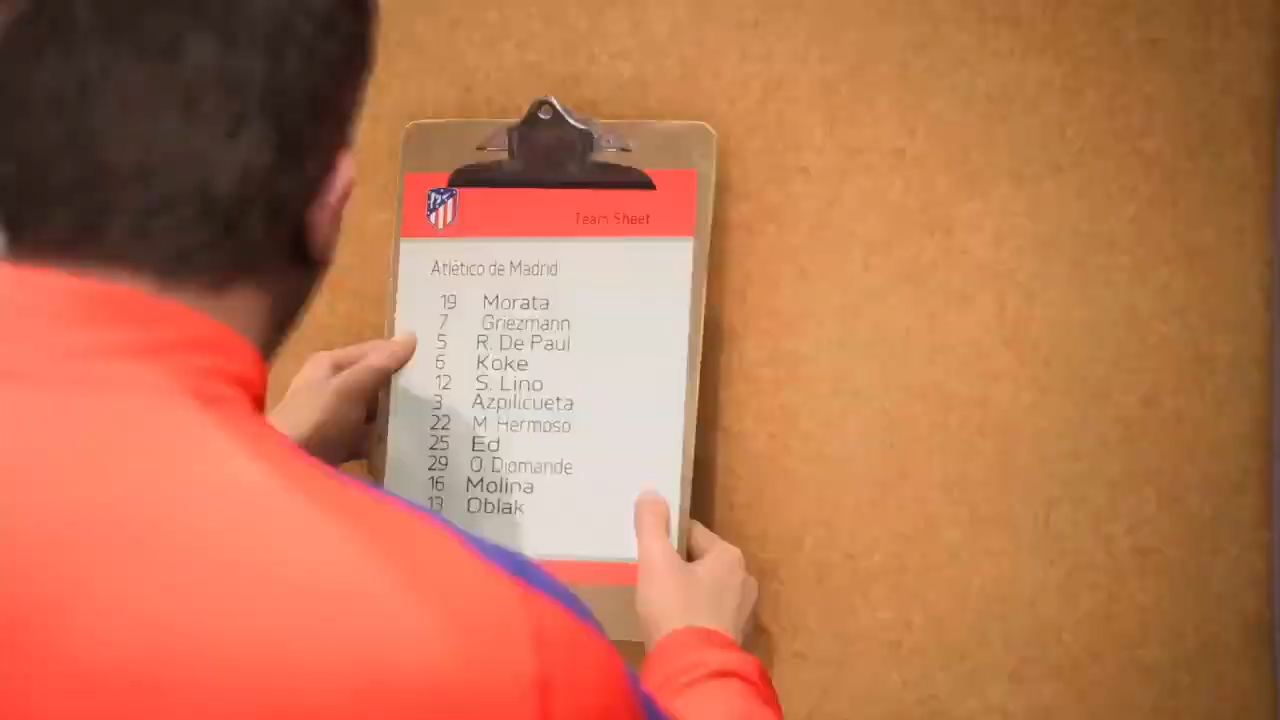 Team Sheet
Atlético de Madrid
19 Morata
7 Griezmann
5 R. De Paul
6 Koke
12 S. Lino
3 Azpilicueta
22 M. Hermoso
25 Ed
29 O. Diomande
16 Molina
13 Oblak